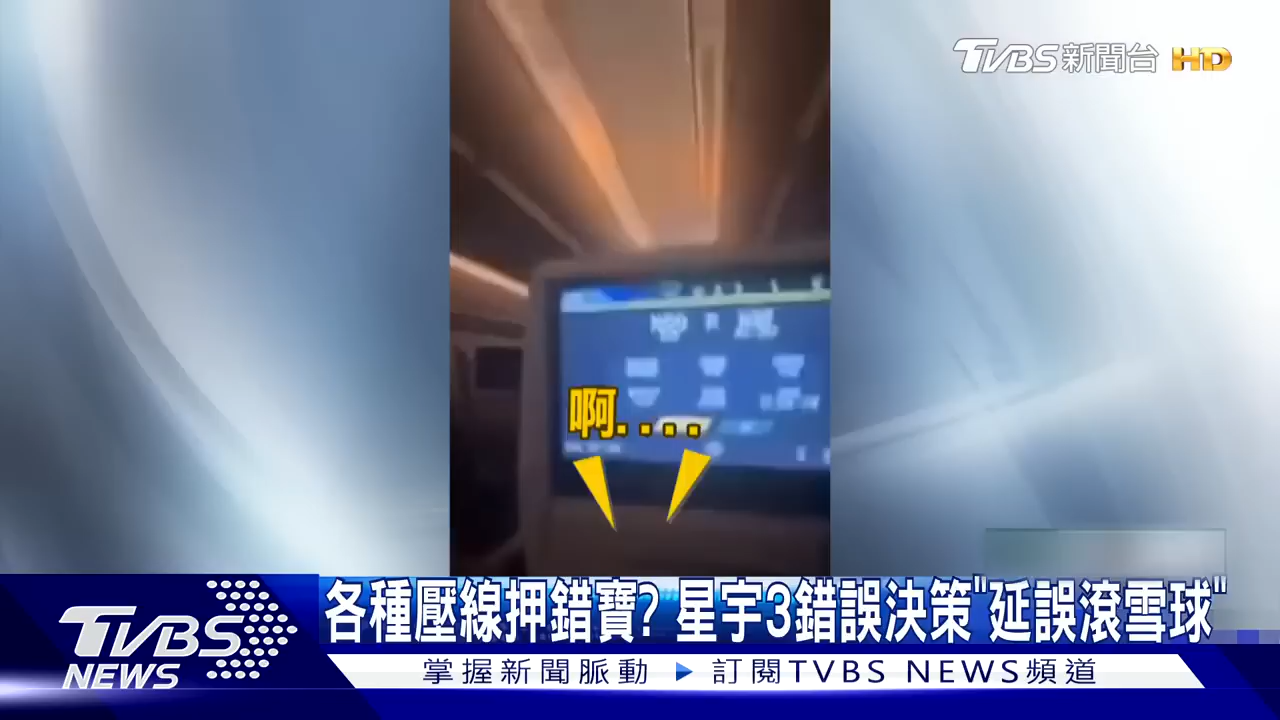 TVBS新聞台 HD
啊....
各種壓線押錯寶? 星宇3錯誤決策"延誤滾雪球"
TVBS NEWS
掌握新聞脈動 ▶ 訂閱TVBS NEWS頻道